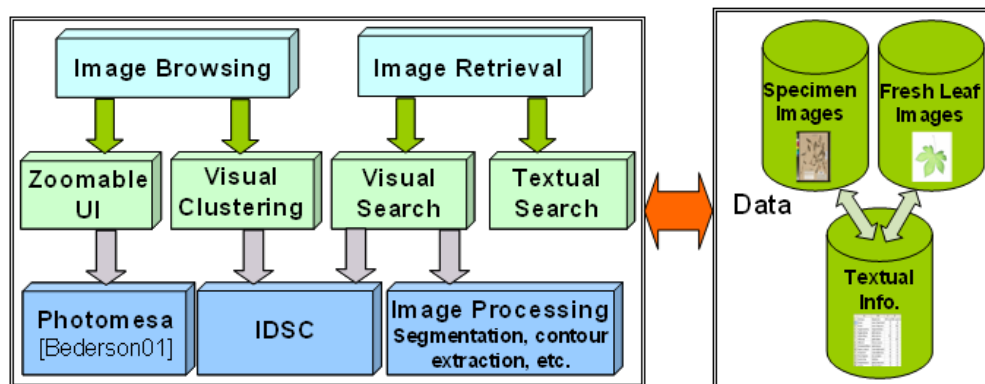 Image Browsing
Image Retrieval
Zoomable
UI
Visual
Clustering
Visual
Search
Textual
Search
Photomesa
[Bederson01]
IDSC
Image Processing
Segmentation, contour
extraction, etc.
Specimen
Images
Fresh Leaf
Images
Data
Textual
Info.